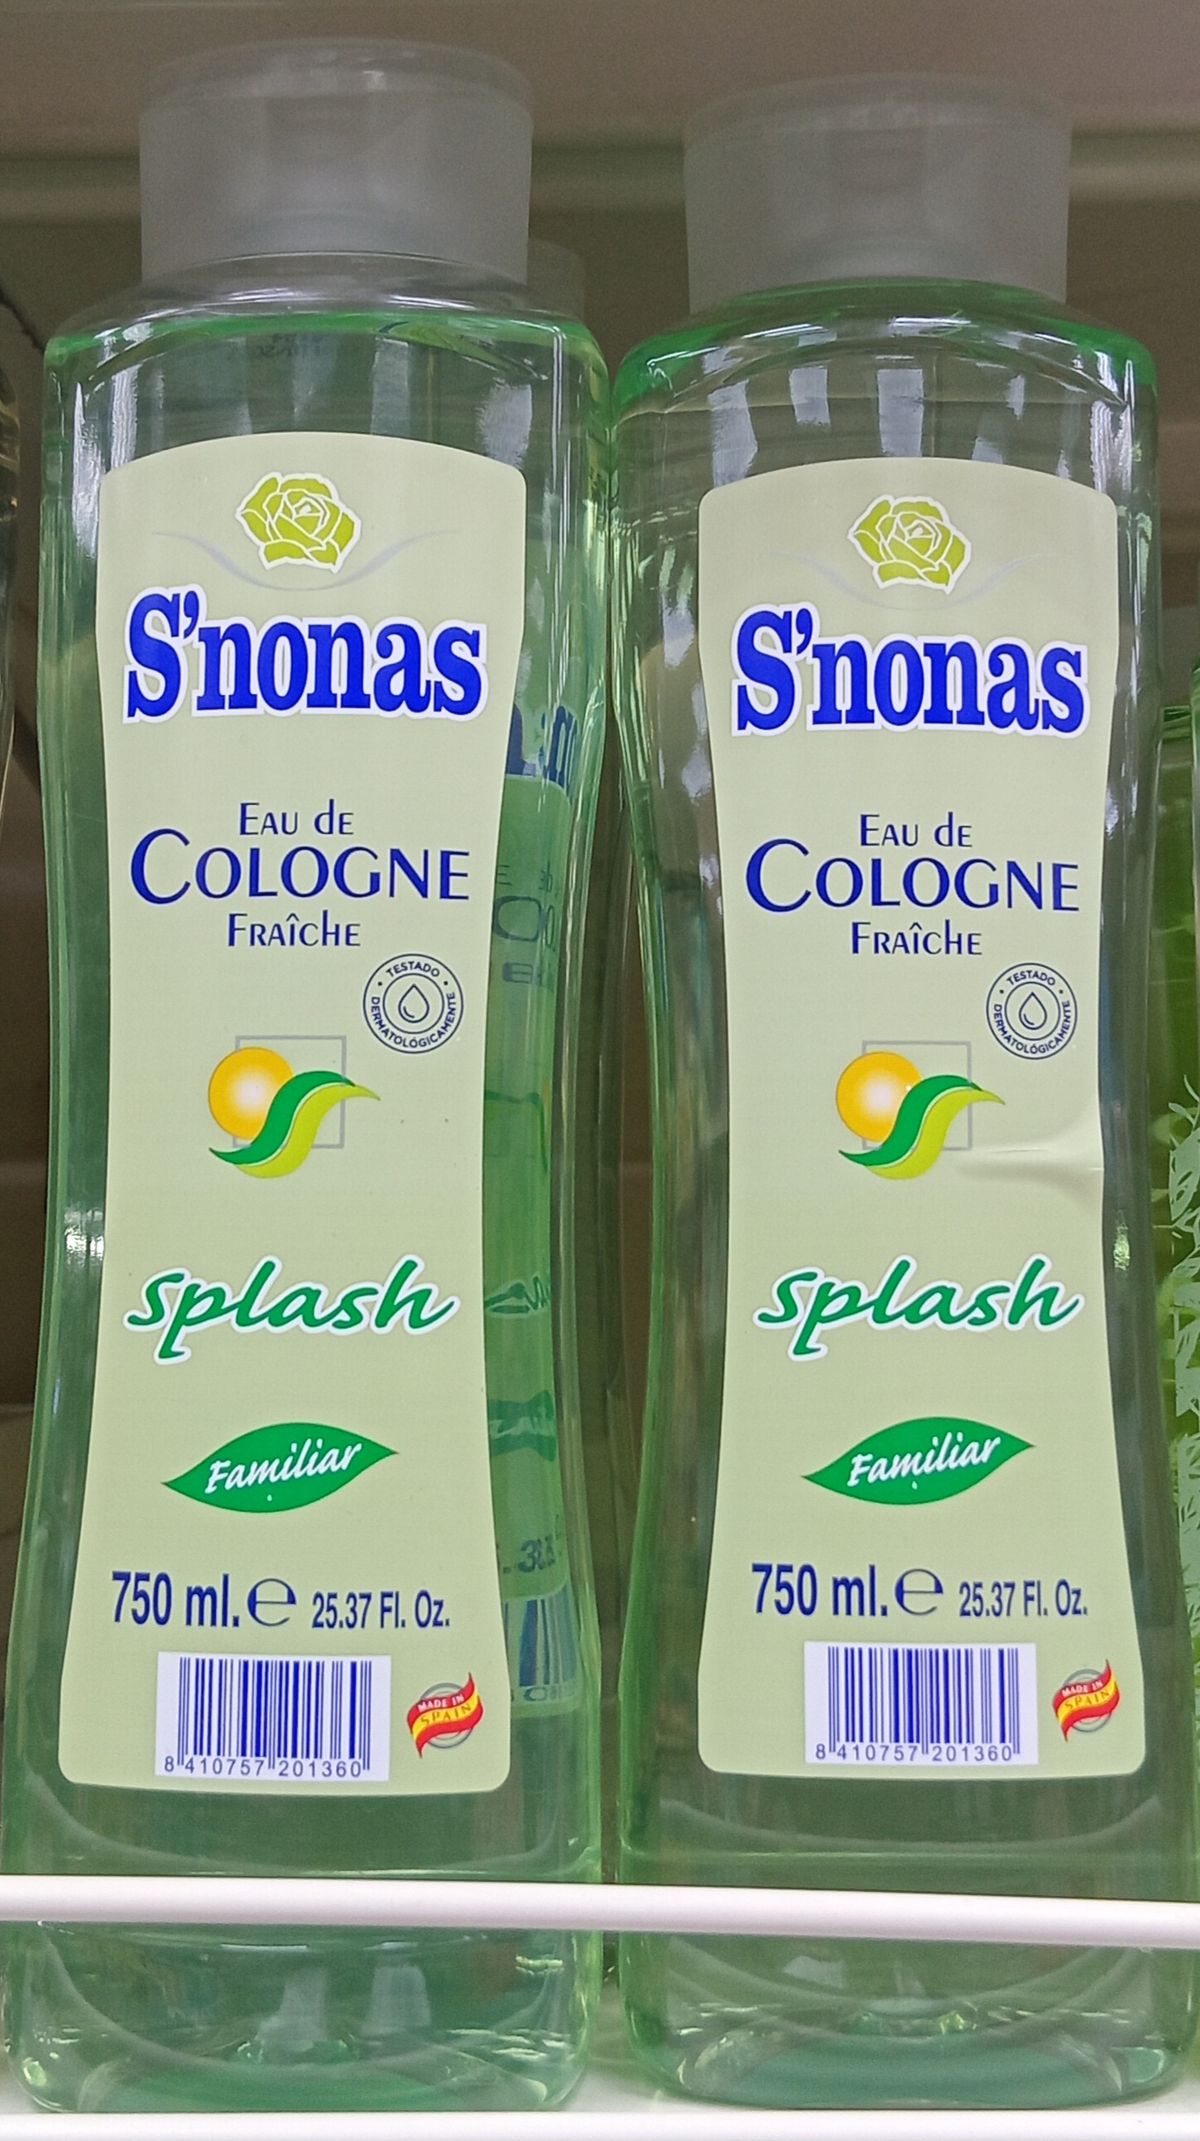 S'nonas
Eau de
Cologne
Fraîche
TESTADO
DERMATOLÓGICAMENTE
splash
Familiar
750 ml. ℮ 25.37 Fl. Oz.
8 410757 201360
MADE IN
SPAIN
S'nonas
Eau de
Cologne
Fraîche
TESTADO
DERMATOLÓGICAMENTE
splash
Familiar
750 ml. ℮ 25.37 Fl. Oz.
8 410757 201360
MADE IN
SPAIN